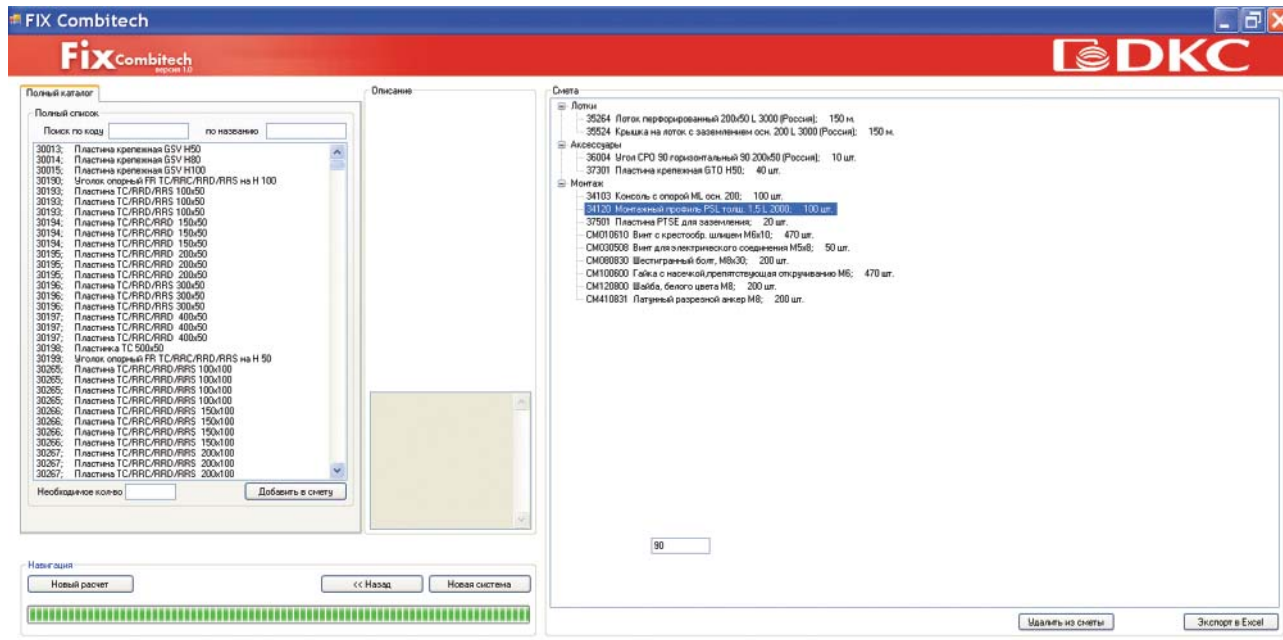 FIX Combitech
Fix Combitech
версия 1.0
DKC
Полный каталог
Полный список
Поиск по коду
по названию
30013; Пластина крепежная GSV H50
30014; Пластина крепежная GSV H80
30015; Пластина крепежная GSV H100
30190; Уголок опорный FR TC/RRC/RRD/RRS на H 100
30193; Пластина TC/RRD/RRS 100x50
30193; Пластина TC/RRD/RRS 100x50
30193; Пластина TC/RRD/RRS 100x50
30194; Пластина TC/RRC/RRD 150x50
30194; Пластина TC/RRC/RRD 150x50
30194; Пластина TC/RRC/RRD 150x50
30195; Пластина TC/RRC/RRD 200x50
30195; Пластина TC/RRC/RRD 200x50
30195; Пластина TC/RRC/RRD 200x50
30196; Пластина TC/RRC/RRS 300x50
30196; Пластина TC/RRC/RRS 300x50
30196; Пластина TC/RRC/RRS 300x50
30197; Пластина TC/RRC/RRD 400x50
30197; Пластина TC/RRC/RRD 400x50
30197; Пластина TC/RRC/RRD 400x50
30198; Пластинка TC 500x50
30199; Уголок опорный FR TC/RRC/RRD/RRS на H 50
30265; Пластина TC/RRC/RRD/RRS 100x100
30265; Пластина TC/RRC/RRD/RRS 100x100
30265; Пластина TC/RRC/RRD/RRS 100x100
30265; Пластина TC/RRC/RRD/RRS 100x100
30266; Пластина TC/RRC/RRD/RRS 150x100
30266; Пластина TC/RRC/RRD/RRS 150x100
30266; Пластина TC/RRC/RRD/RRS 150x100
30266; Пластина TC/RRC/RRD/RRS 150x100
30267; Пластина TC/RRC/RRD/RRS 200x100
30267; Пластина TC/RRC/RRD/RRS 200x100
30267; Пластина TC/RRC/RRD/RRS 200x100
Необходимое кол-во
Добавить в смету
Описание
Смета
Лотки
35264 Лоток перфорированный 200x50 L 3000 (Россия); 150 м.
35524 Крышка на лоток с заземлением осн. 200 L 3000 (Россия); 150 м.
Аксессуары
36004 Угол CPO 90 горизонтальный 90 200x50 (Россия); 10 шт.
37301 Пластина крепежная GTO H50; 40 шт.
Монтаж
34103 Консоль с опорой ML осн. 200; 100 шт.
34120 Монтажный профиль PSL толщ. 1,5 L 2000; 100 шт.
37501 Пластина PTSE для заземления; 20 шт.
CM010610 Винт с крестообр. шлицем M6x10; 470 шт.
CM030508 Винт для электрического соединения M5x8; 50 шт.
CM080830 Шестигранный болт, M8x30; 200 шт.
CM100600 Гайка с насечкой,препятствующая откручиванию M6; 470 шт.
CM120800 Шайба, белого цвета M8; 200 шт.
CM410831 Латунный разрезной анкер M8; 200 шт.
90
Навигация
Новый расчет
<< Назад
Новая система
Удалить из сметы
Экспорт в Excel